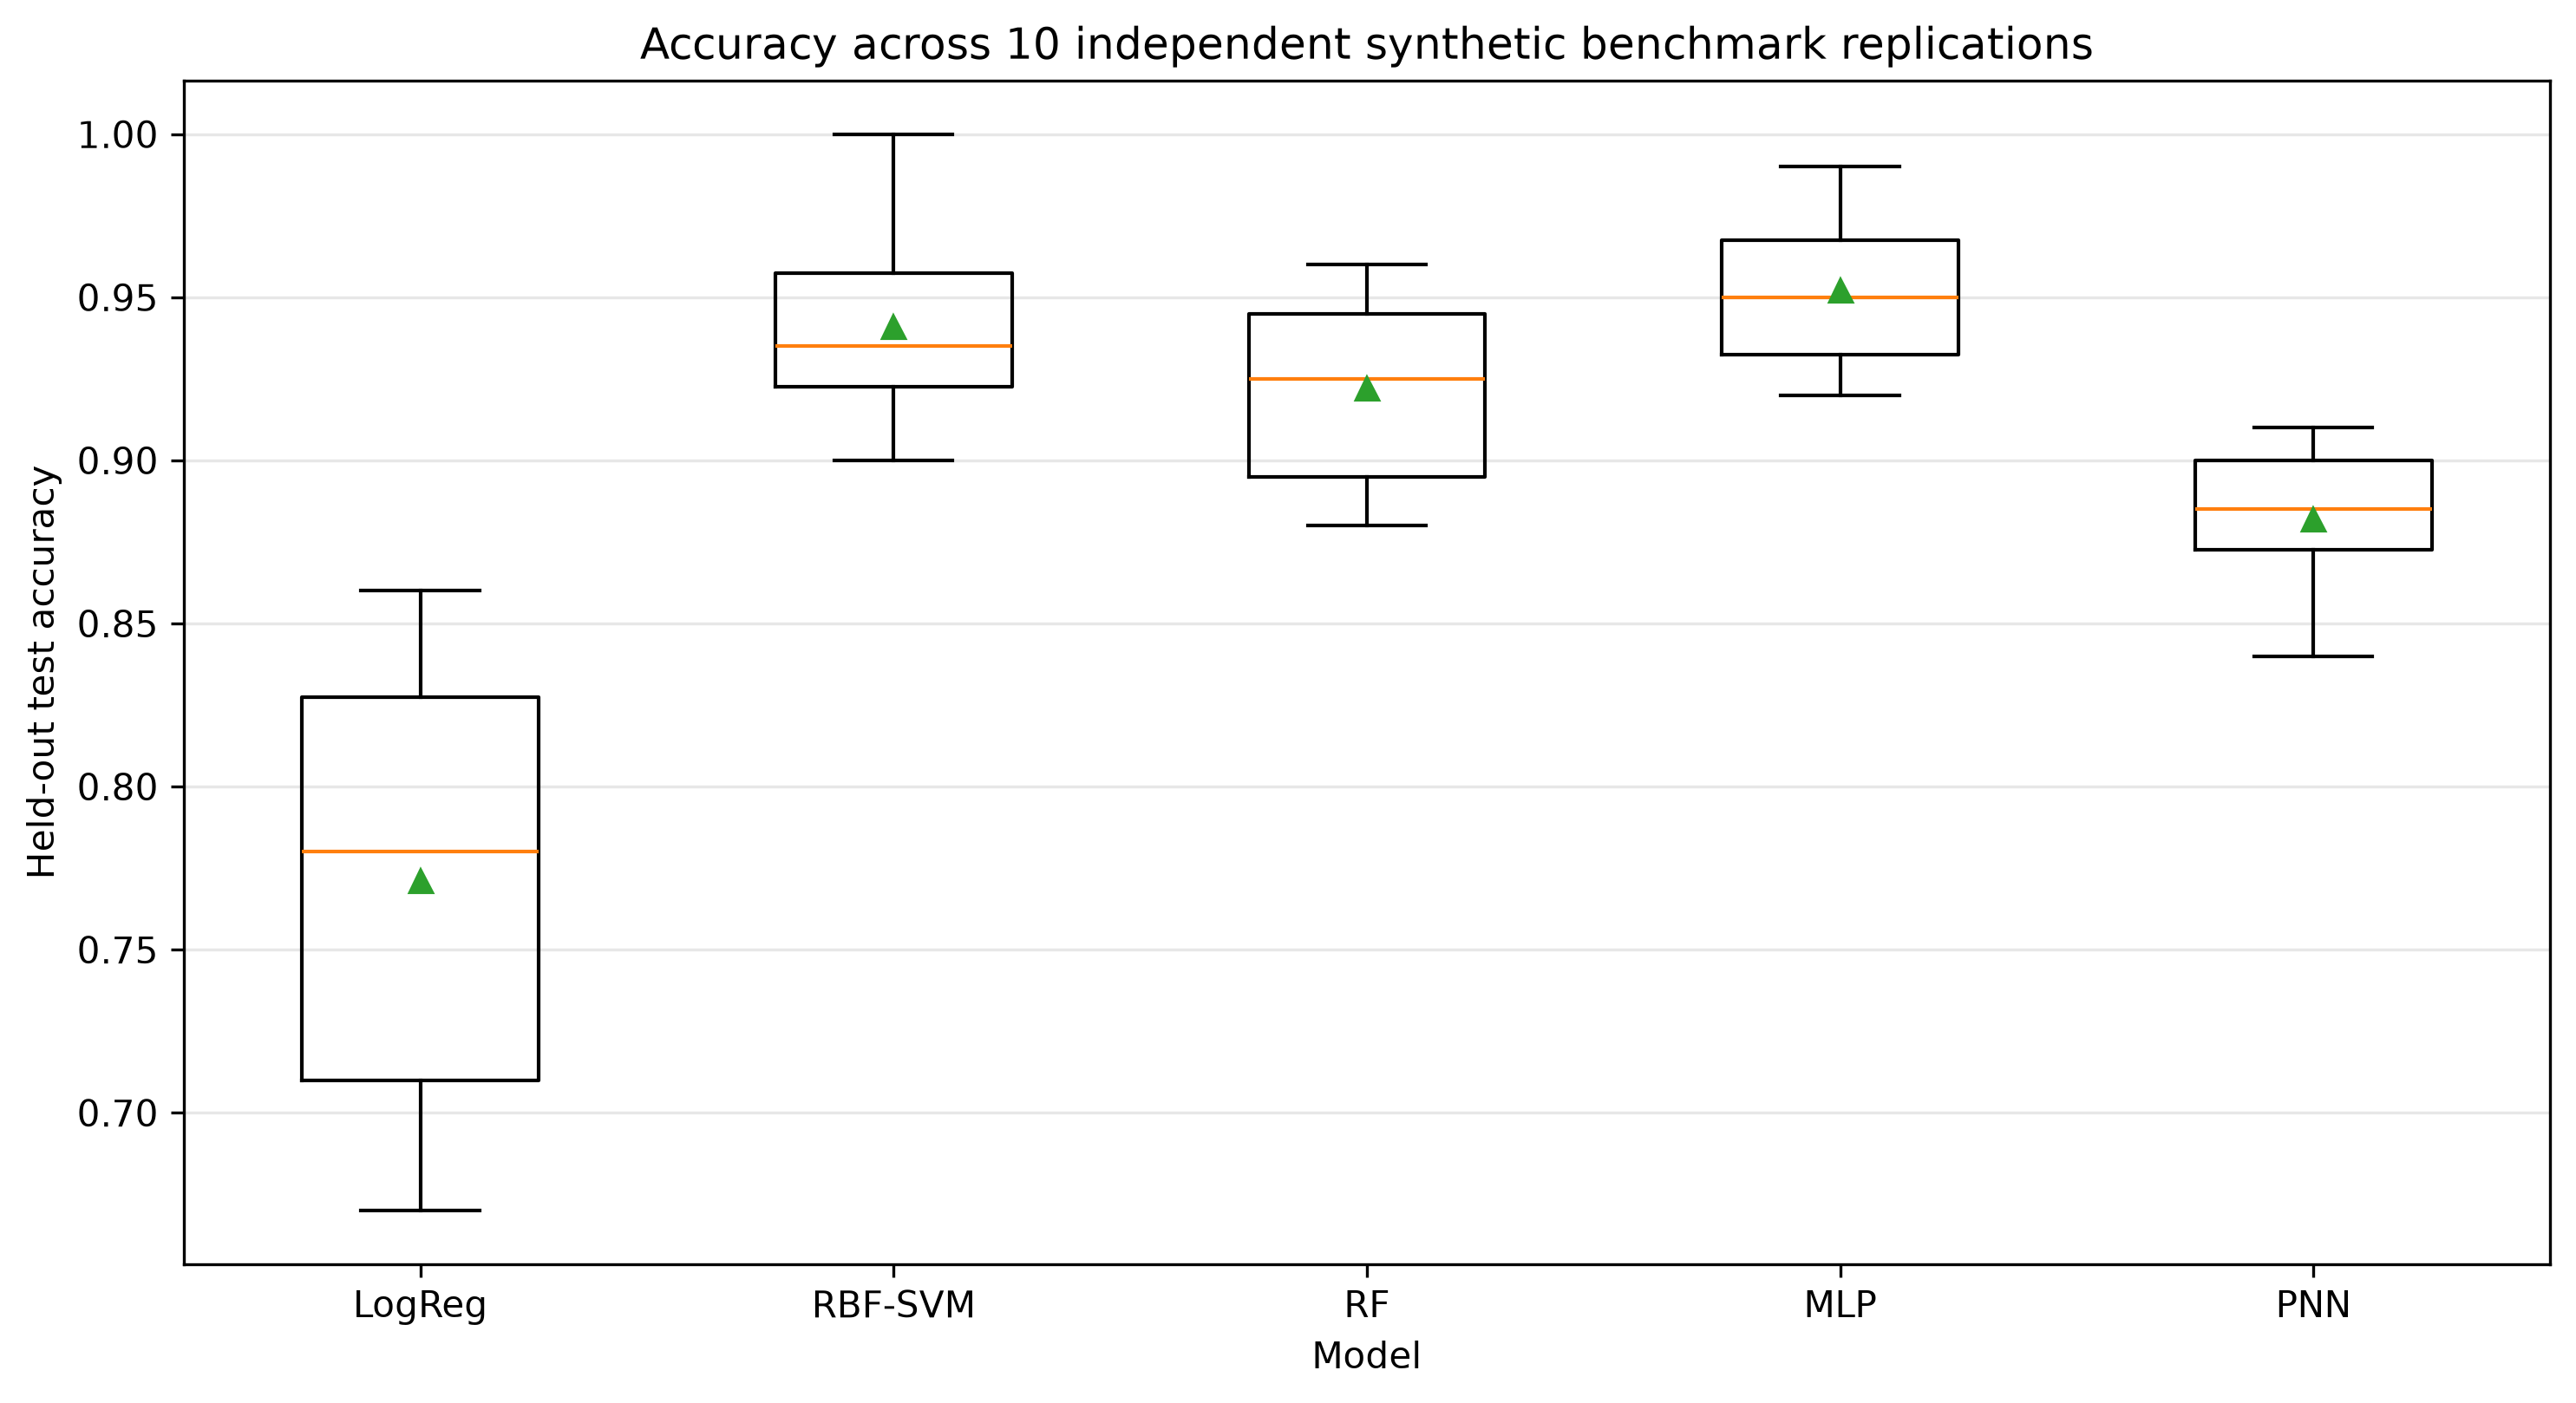 Accuracy across 10 independent synthetic benchmark replications
Held-out test accuracy
1.00
0.95
0.90
0.85
0.80
0.75
0.70
LogReg RBF-SVM RF MLP PNN
Model